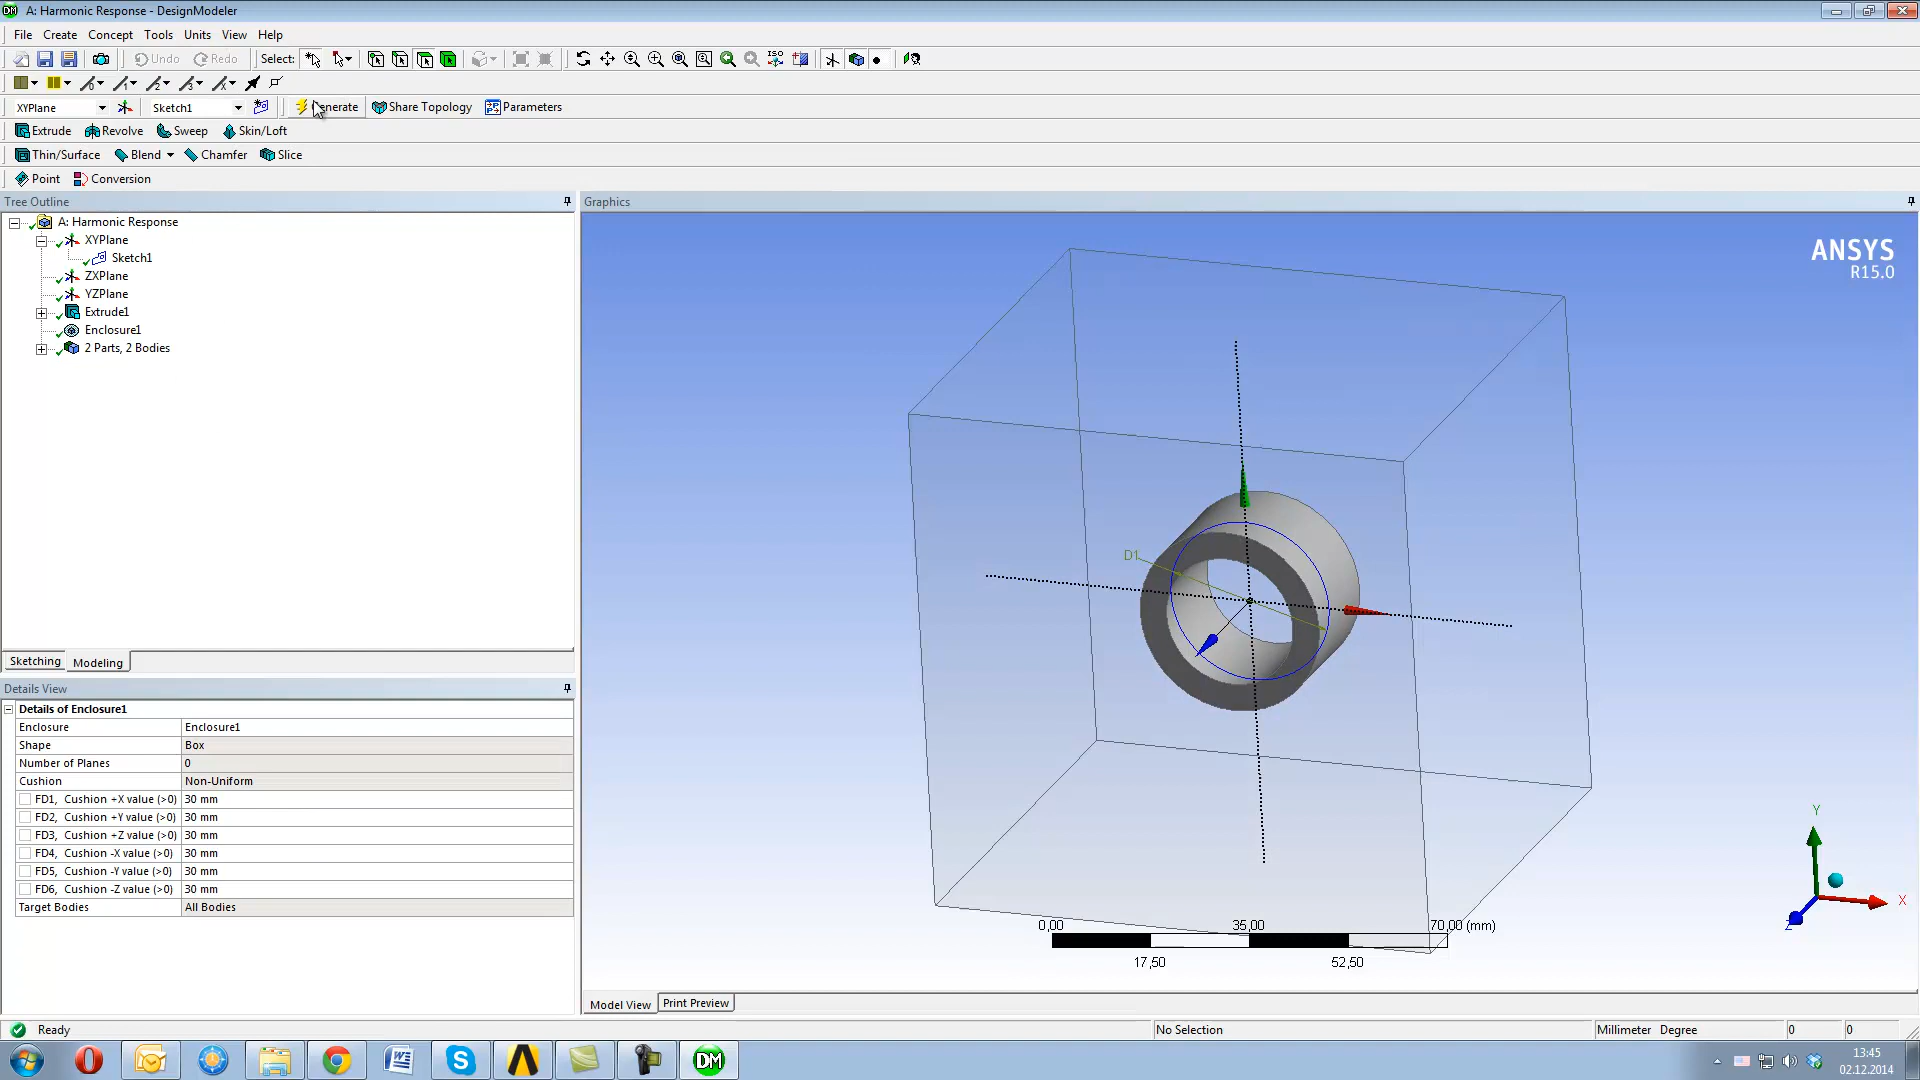 A: Harmonic Response - DesignModeler
File Create Concept Tools Units View Help
Undo Redo Select:
XYPlane Sketch1 Generate Share Topology Parameters
Extrude Revolve Sweep Skin/Loft
Thin/Surface Blend Chamfer Slice
Point Conversion
Tree Outline
A: Harmonic Response
XYPlane
Sketch1
ZXPlane
YZPlane
Extrude1
Enclosure1
2 Parts, 2 Bodies
Sketching Modeling
Details View
Details of Enclosure1
Enclosure Enclosure1
Shape Box
Number of Planes 0
Cushion Non-Uniform
FD1, Cushion +X value (>0) 30 mm
FD2, Cushion +Y value (>0) 30 mm
FD3, Cushion +Z value (>0) 30 mm
FD4, Cushion -X value (>0) 30 mm
FD5, Cushion -Y value (>0) 30 mm
FD6, Cushion -Z value (>0) 30 mm
Target Bodies All Bodies
Graphics
ANSYS
R15.0
D1
Y
X
Z
0,00 35,00 70,00 (mm)
17,50 52,50
Model View Print Preview
Ready No Selection Millimeter Degree 0 0
DM
13:45
02.12.2014